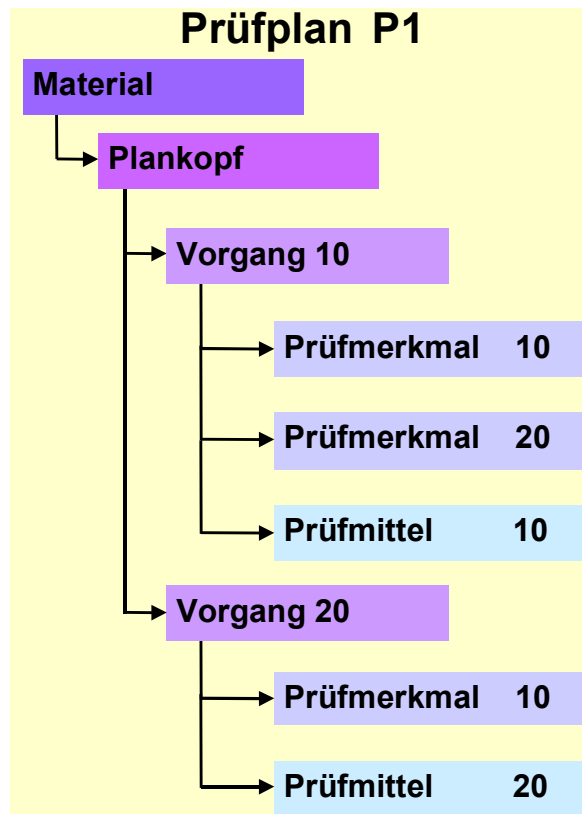 Prüfplan P1
Material
Plankopf
Vorgang 10
Prüfmerkmal 10
Prüfmerkmal 20
Prüfmittel 10
Vorgang 20
Prüfmerkmal 10
Prüfmittel 20